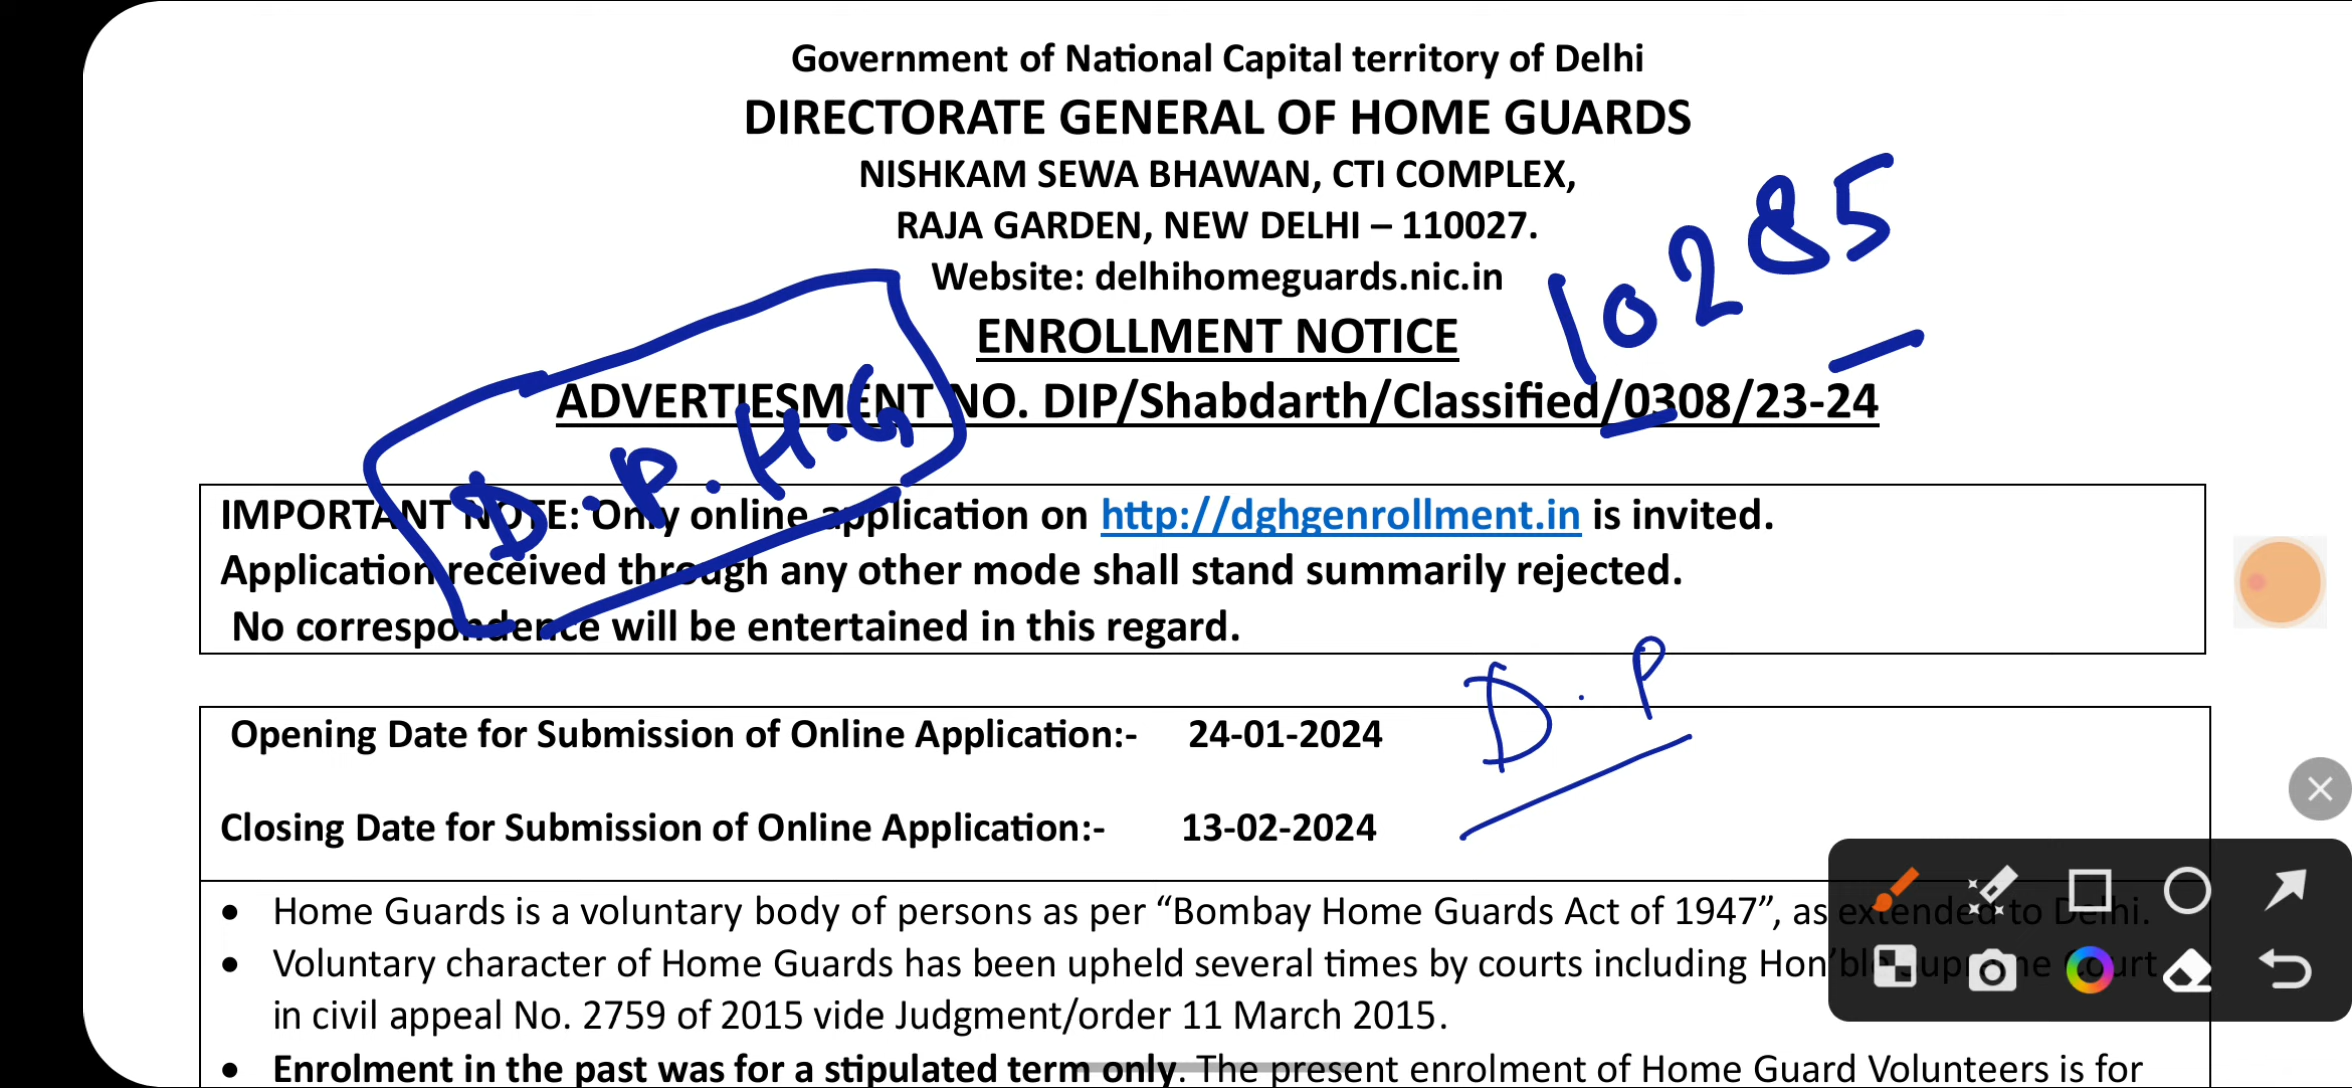 Government of National Capital territory of Delhi
DIRECTORATE GENERAL OF HOME GUARDS
NISHKAM SEWA BHAWAN, CTI COMPLEX,
RAJA GARDEN, NEW DELHI – 110027.
Website: delhihomeguards.nic.in
10285
ENROLLMENT NOTICE
ADVERTIESMENT NO. DIP/Shabdarth/Classified/0308/23-24
D.P.H.G
IMPORTANT NOTE: Only online application on http://dghgenrollment.in is invited.
Application received through any other mode shall stand summarily rejected.
No correspondence will be entertained in this regard.
D.P
Opening Date for Submission of Online Application:- 24-01-2024
Closing Date for Submission of Online Application:- 13-02-2024
• Home Guards is a voluntary body of persons as per “Bombay Home Guards Act of 1947”, as extended to Delhi.
• Voluntary character of Home Guards has been upheld several times by courts including Hon’ble Supreme Court
in civil appeal No. 2759 of 2015 vide Judgment/order 11 March 2015.
• Enrolment in the past was for a stipulated term only. The present enrolment of Home Guard Volunteers is for